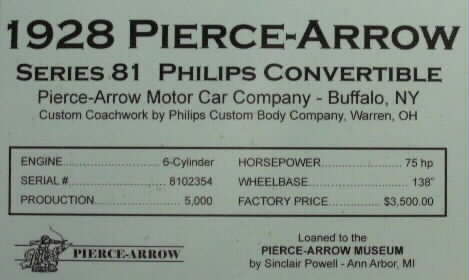 1928 PIERCE-ARROW
SERIES 81 PHILIPS CONVERTIBLE
Pierce-Arrow Motor Car Company - Buffalo, NY
Custom Coachwork by Philips Custom Body Company, Warren, OH
ENGINE 6-Cylinder HORSEPOWER 75 hp
SERIAL # 8102354 WHEELBASE 138"
PRODUCTION 5,000 FACTORY PRICE $3,500.00
PIERCE-ARROW
Loaned to the
PIERCE-ARROW MUSEUM
by Sinclair Powell - Ann Arbor, MI